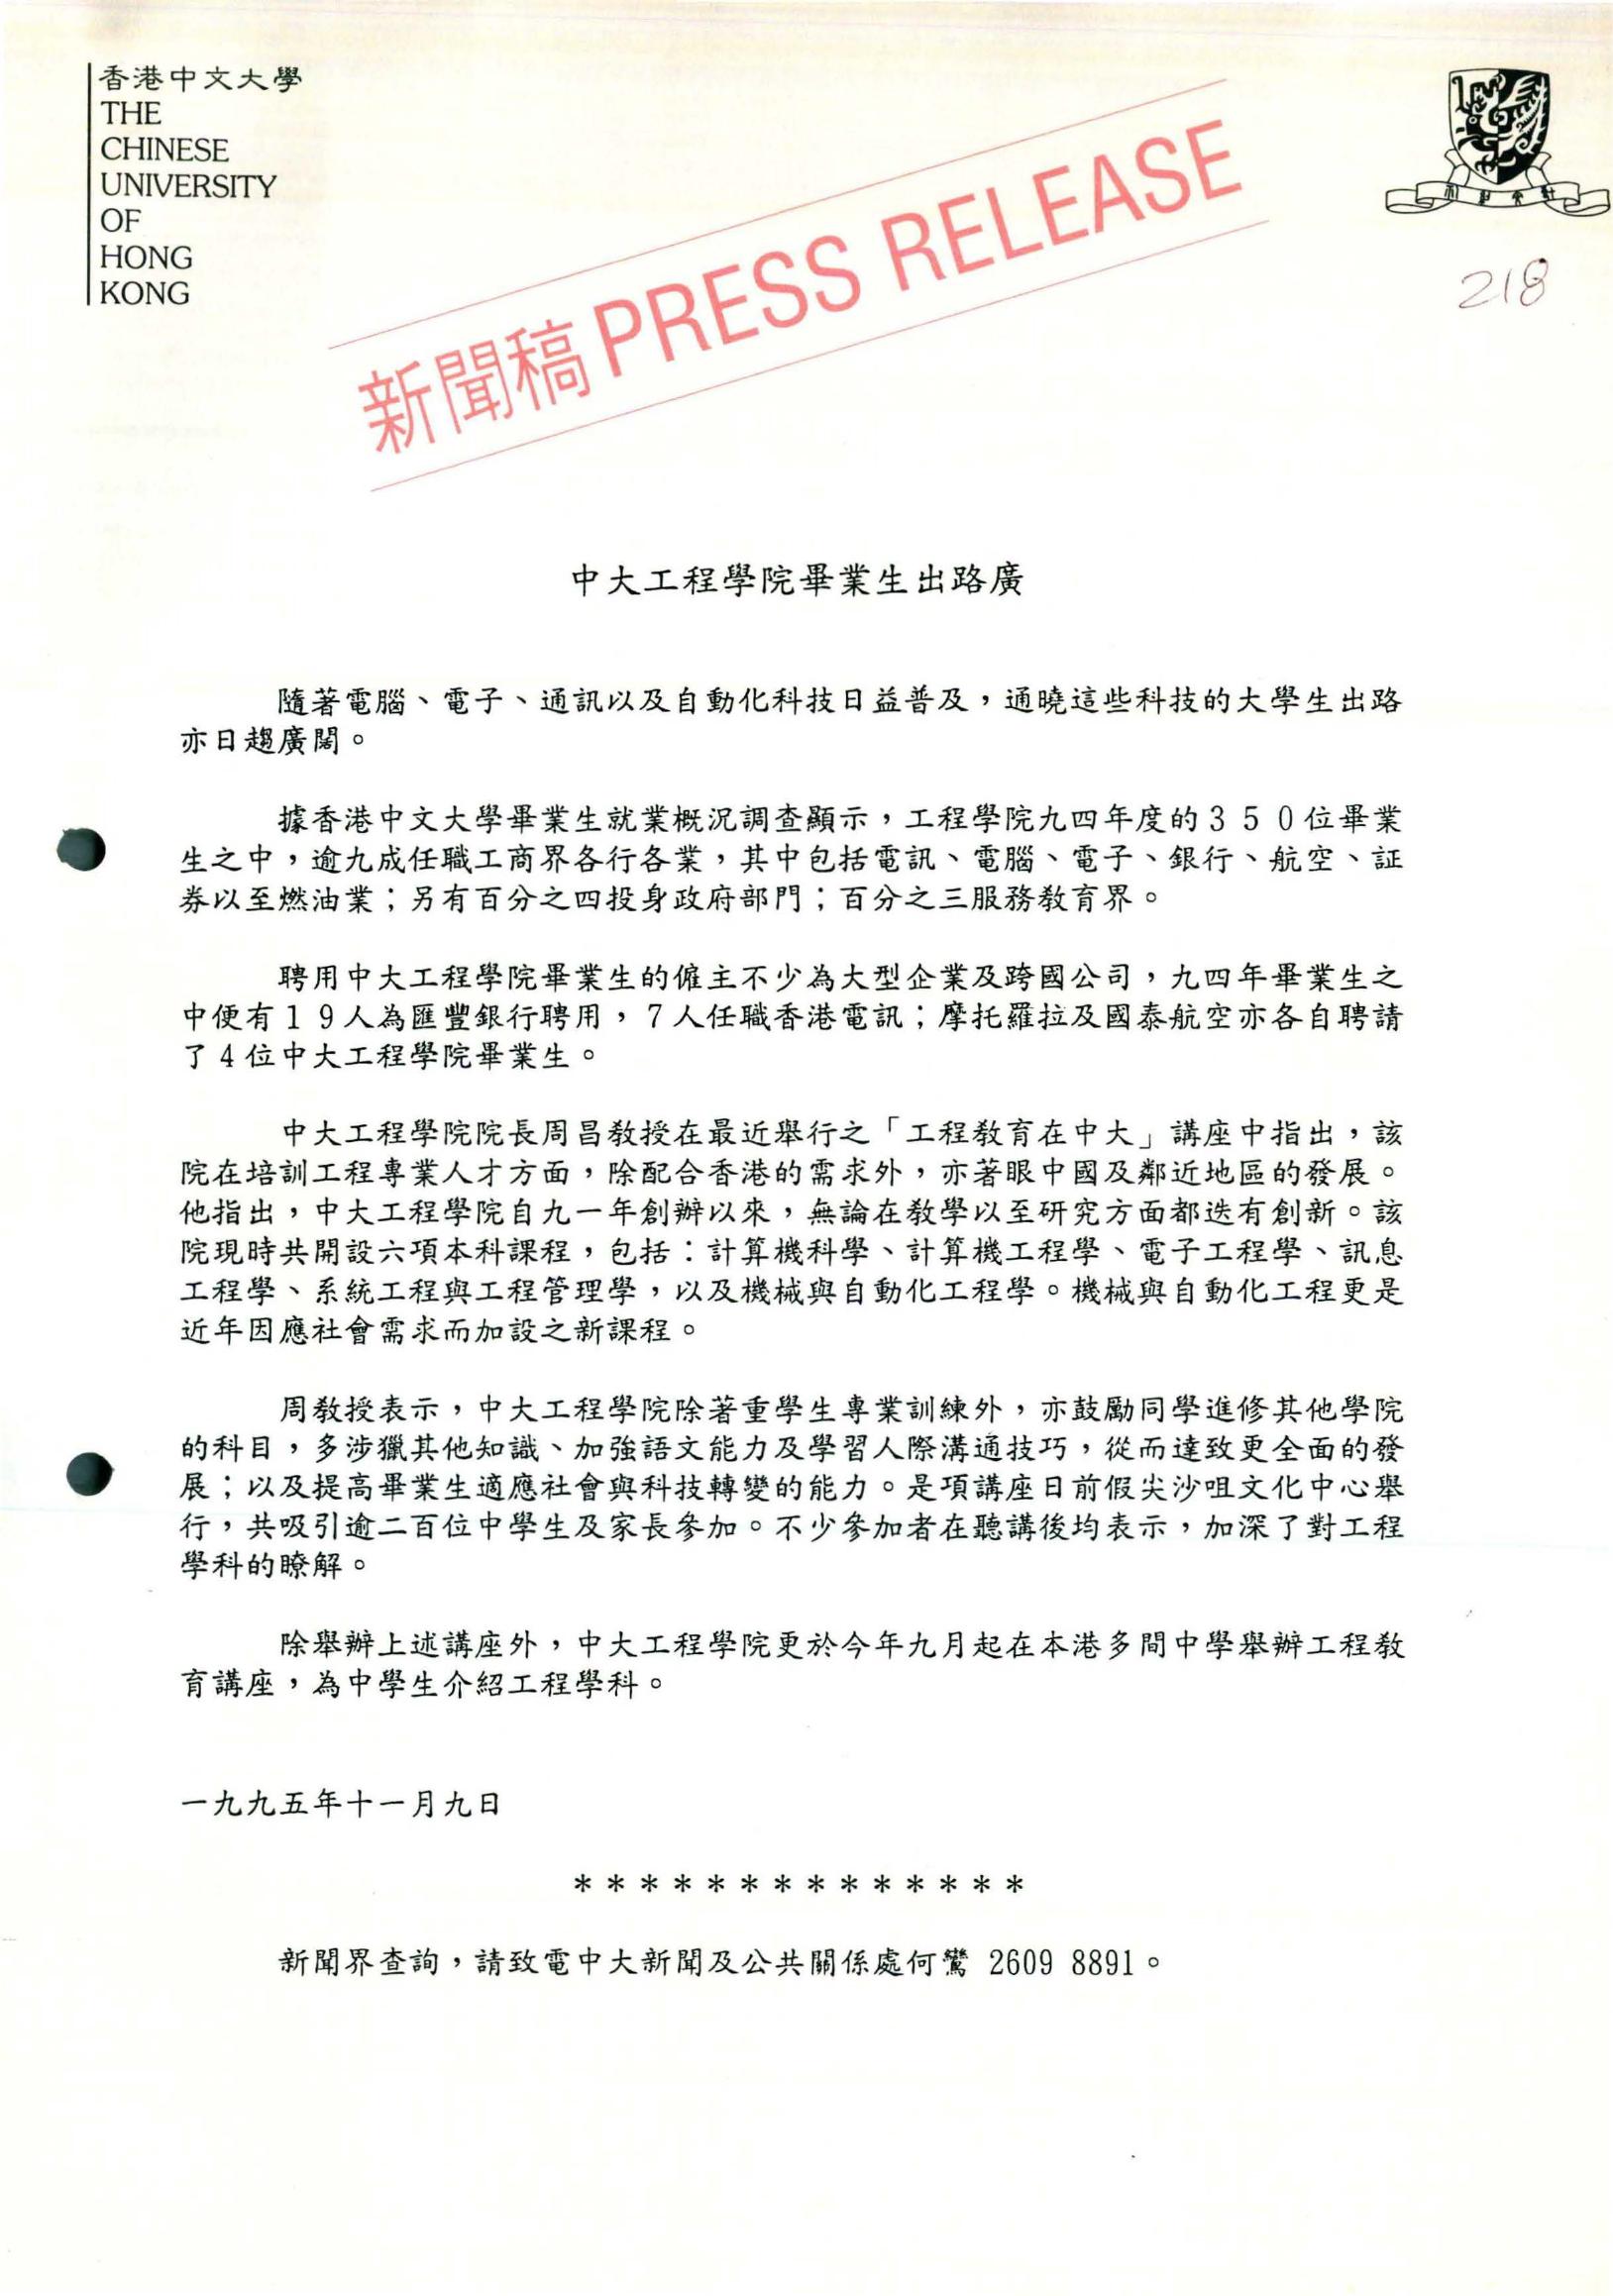 香港中文大學
THE
CHINESE
UNIVERSITY
OF
HONG
KONG
新聞稿 PRESS RELEASE
218
中大工程學院畢業生出路廣
隨著電腦、電子、通訊以及自動化科技日益普及，通曉這些科技的大學生出路
亦日趨廣闊。
據香港中文大學畢業生就業概況調查顯示，工程學院九四年度的３５０位畢業
生之中，逾九成任職工商界各行各業，其中包括電訊、電腦、電子、銀行、航空、証
券以至燃油業；另有百分之四投身政府部門；百分之三服務教育界。
聘用中大工程學院畢業生的僱主不少為大型企業及跨國公司，九四年畢業生之
中便有１９人為匯豐銀行聘用，７人任職香港電訊；摩托羅拉及國泰航空亦各自聘請
了４位中大工程學院畢業生。
中大工程學院院長周昌教授在最近舉行之「工程教育在中大」講座中指出，該
院在培訓工程專業人才方面，除配合香港的需求外，亦著眼中國及鄰近地區的發展。
他指出，中大工程學院自九一年創辦以來，無論在教學以至研究方面都迭有創新。該
院現時共開設六項本科課程，包括：計算機科學、計算機工程學、電子工程學、訊息
工程學、系統工程與工程管理學，以及機械與自動化工程學。機械與自動化工程更是
近年因應社會需求而加設之新課程。
周教授表示，中大工程學院除著重學生專業訓練外，亦鼓勵同學進修其他學院
的科目，多涉獵其他知識、加強語文能力及學習人際溝通技巧，從而達致更全面的發
展；以及提高畢業生適應社會與科技轉變的能力。是項講座日前假尖沙咀文化中心舉
行，共吸引逾二百位中學生及家長參加。不少參加者在聽講後均表示，加深了對工程
學科的瞭解。
除舉辦上述講座外，中大工程學院更於今年九月起在本港多間中學舉辦工程教
育講座，為中學生介紹工程學科。
一九九五年十一月九日
＊＊＊＊＊＊＊＊＊＊＊＊＊＊
新聞界查詢，請致電中大新聞及公共關係處何鸞 2609 8891。